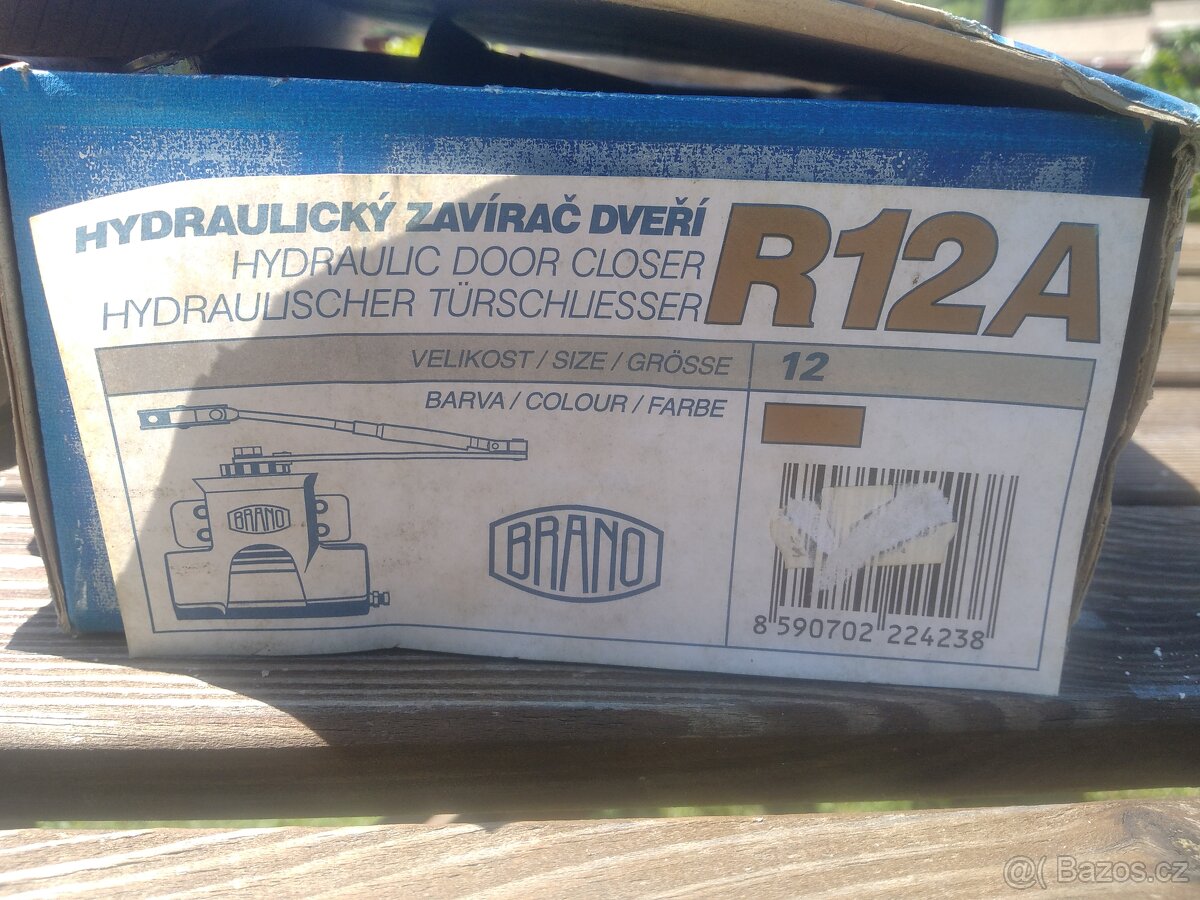 HYDRAULICKÝ ZAVÍRAČ DVEŘÍ
HYDRAULIC DOOR CLOSER
HYDRAULISCHER TÜRSCHLIESSER
R12A
VELIKOST / SIZE / GRÖSSE
12
BARVA / COLOUR / FARBE
BRANO
BRANO
8 590702 224238
@( Bazos.cz